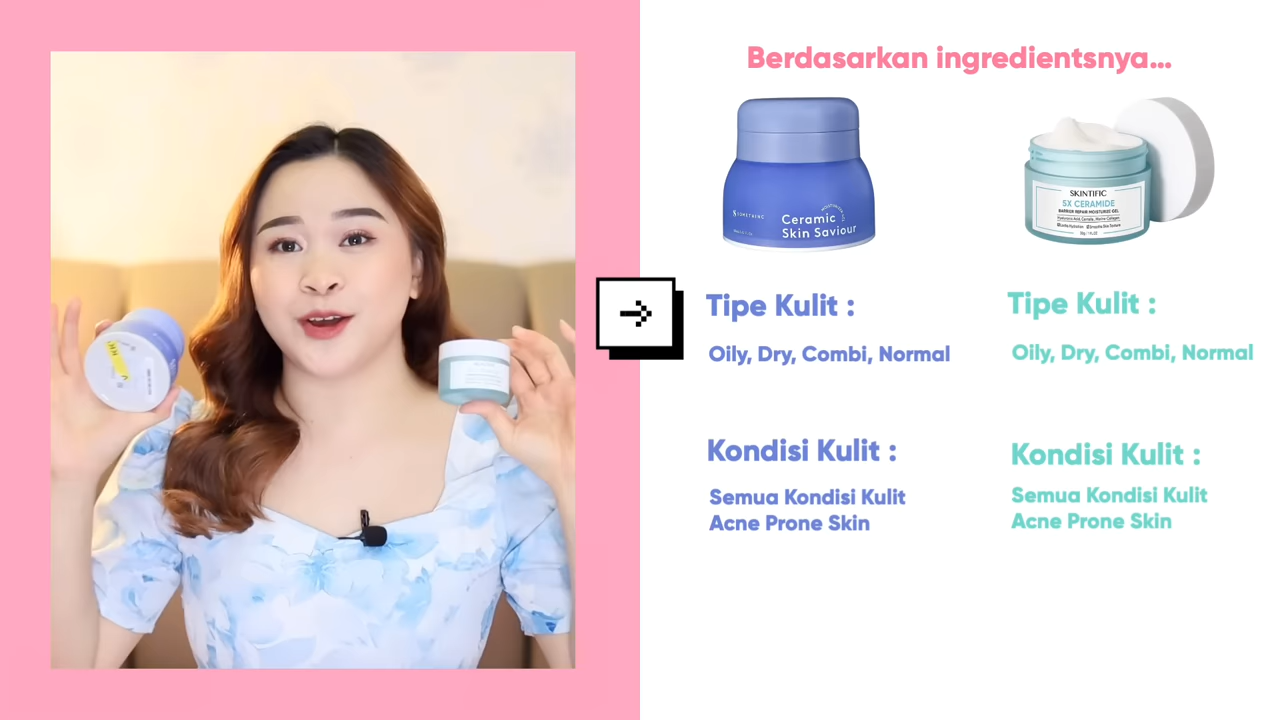 Berdasarkan ingredientsnya...
SOMETHINC
Ceramic
Skin Saviour
SKINTIFIC
5X CERAMIDE
BARRIER REPAIR MOISTURIZE GEL
Tipe Kulit :
Oily, Dry, Combi, Normal
Tipe Kulit :
Oily, Dry, Combi, Normal
Kondisi Kulit :
Semua Kondisi Kulit
Acne Prone Skin
Kondisi Kulit :
Semua Kondisi Kulit
Acne Prone Skin